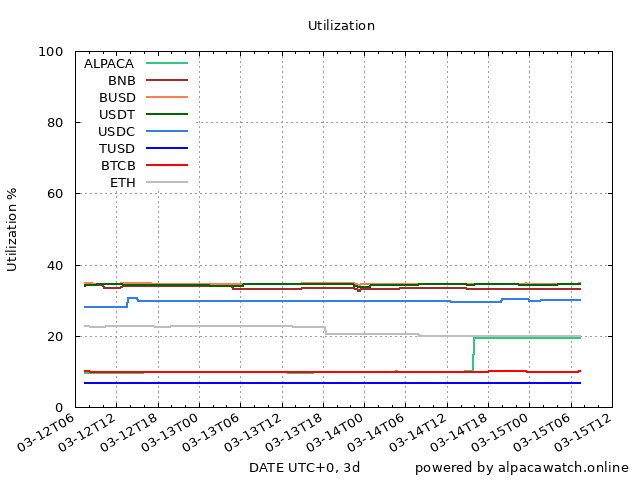 Utilization
100
80
60
40
20
0
Utilization %
ALPACA
BNB
BUSD
USDT
USDC
TUSD
BTCB
ETH
03-12T06
03-12T12
03-12T18
03-13T00
03-13T06
03-13T12
03-13T18
03-14T00
03-14T06
03-14T12
03-14T18
03-15T00
03-15T06
03-15T12
DATE UTC+0, 3d
powered by alpacawatch.online